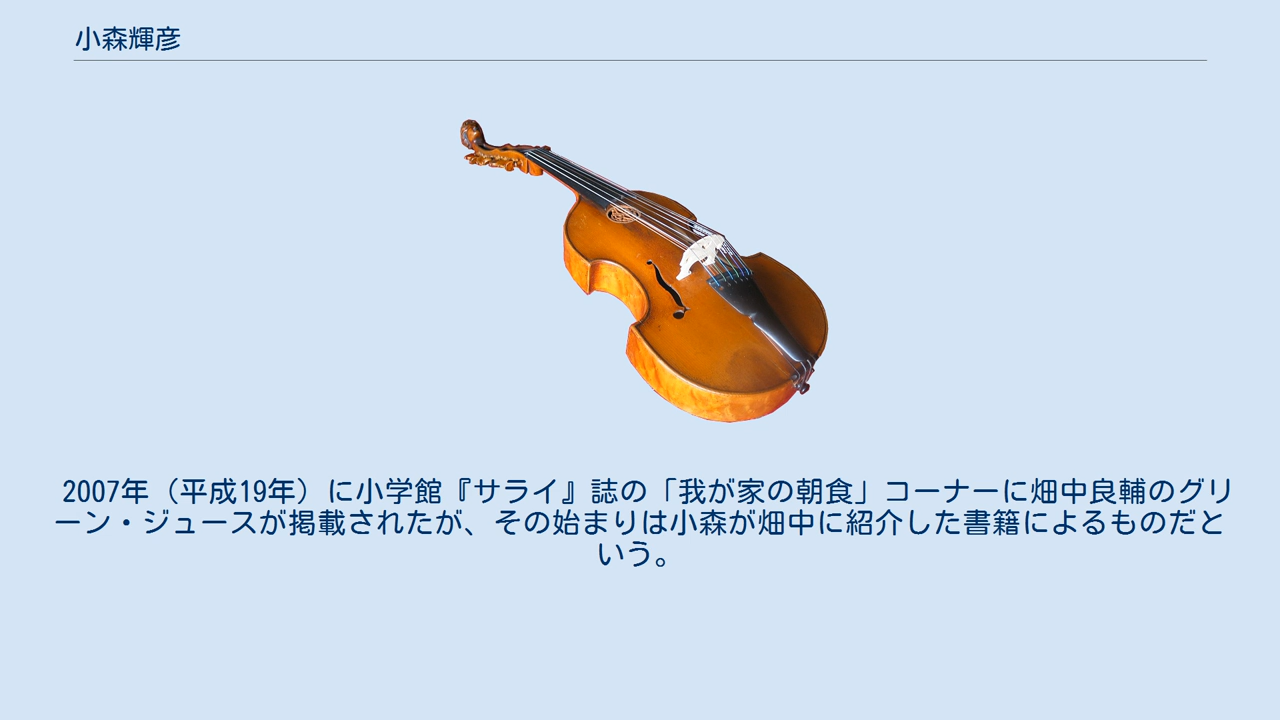 小森輝彦
2007年（平成19年）に小学館『サライ』誌の「我が家の朝食」コーナーに畑中良輔のグリ
ーン・ジュースが掲載されたが、その始まりは小森が畑中に紹介した書籍によるものだと
いう。